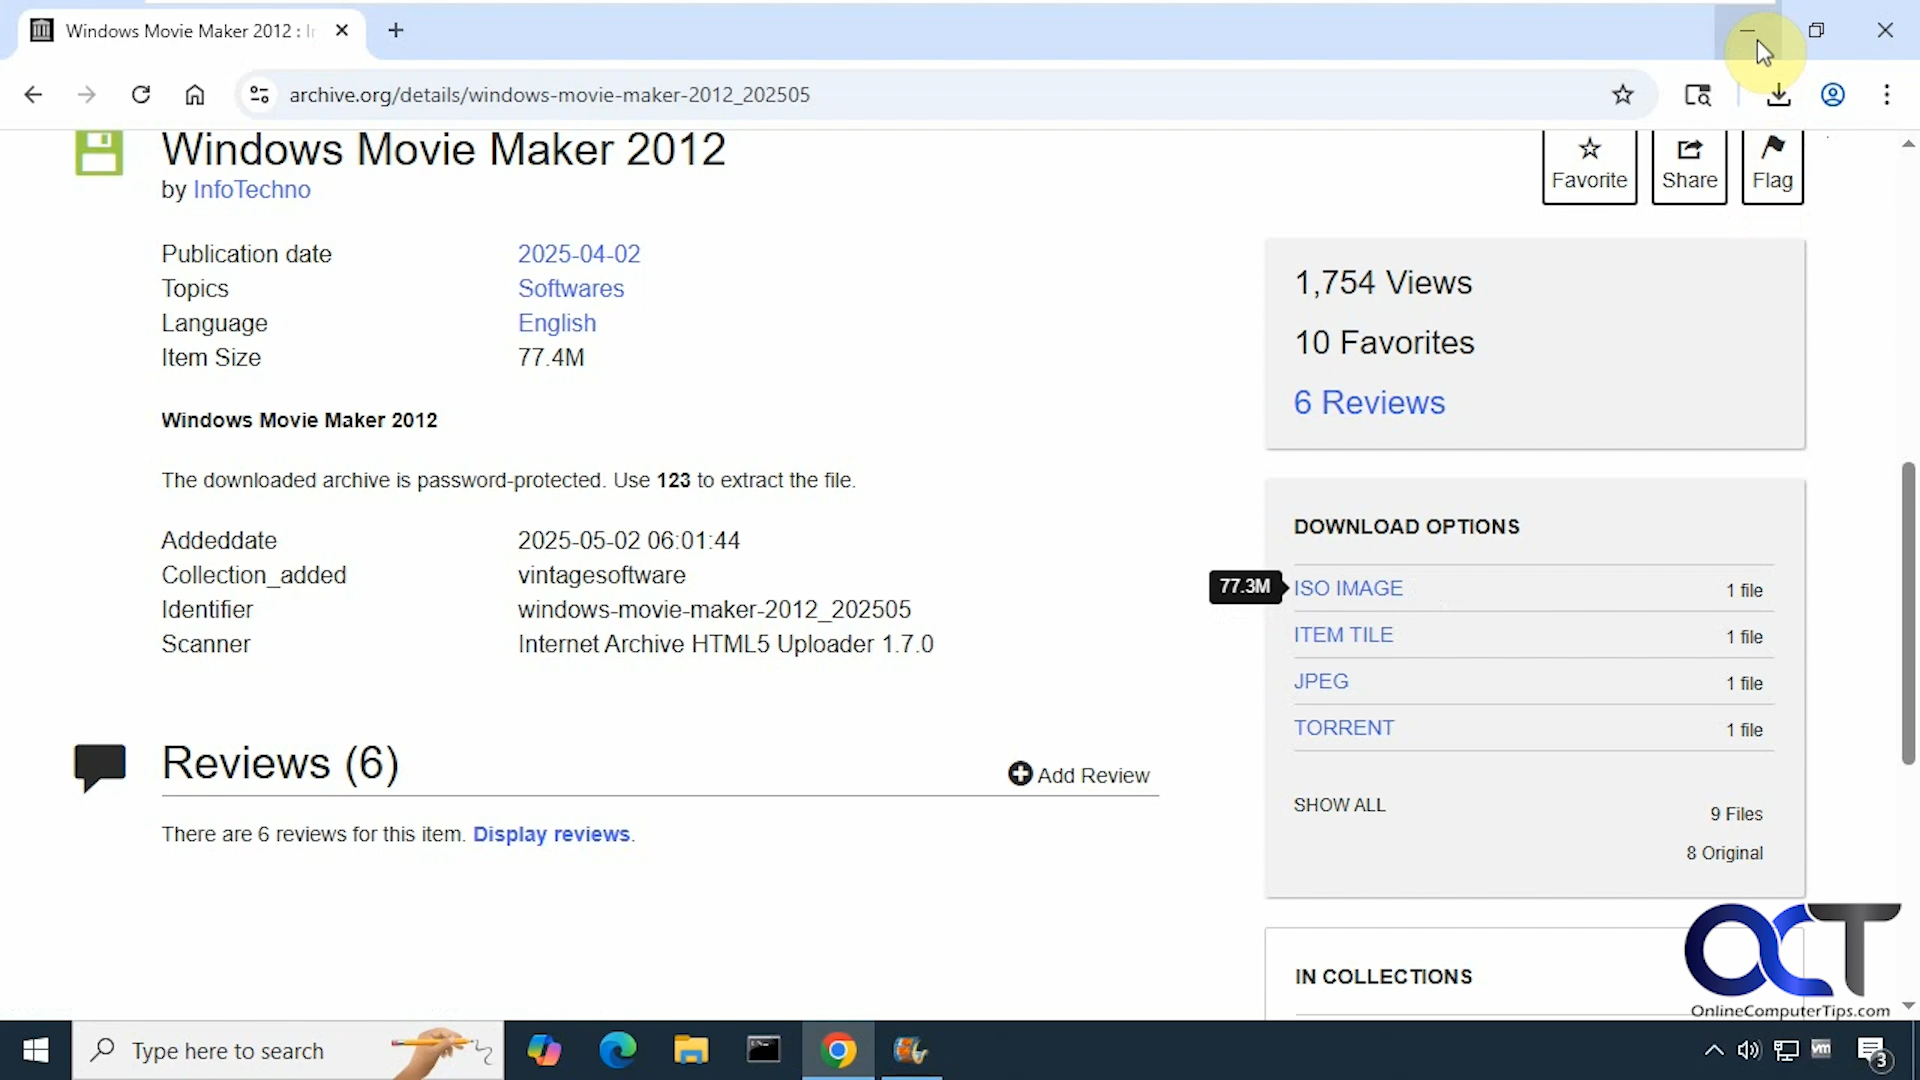 Windows Movie Maker 2012 : I
archive.org/details/windows-movie-maker-2012_202505
Windows Movie Maker 2012
by InfoTechno
Favorite
Share
Flag
Publication date 2025-04-02
Topics Softwares
Language English
Item Size 77.4M
Windows Movie Maker 2012
The downloaded archive is password-protected. Use 123 to extract the file.
Addeddate 2025-05-02 06:01:44
Collection_added vintagesoftware
Identifier windows-movie-maker-2012_202505
Scanner Internet Archive HTML5 Uploader 1.7.0
Reviews (6)
Add Review
There are 6 reviews for this item. Display reviews.
1,754 Views
10 Favorites
6 Reviews
DOWNLOAD OPTIONS
77.3M
ISO IMAGE 1 file
ITEM TILE 1 file
JPEG 1 file
TORRENT 1 file
SHOW ALL 9 Files
8 Original
IN COLLECTIONS
OCT
OnlineComputerTips.com
Type here to search
vm
3